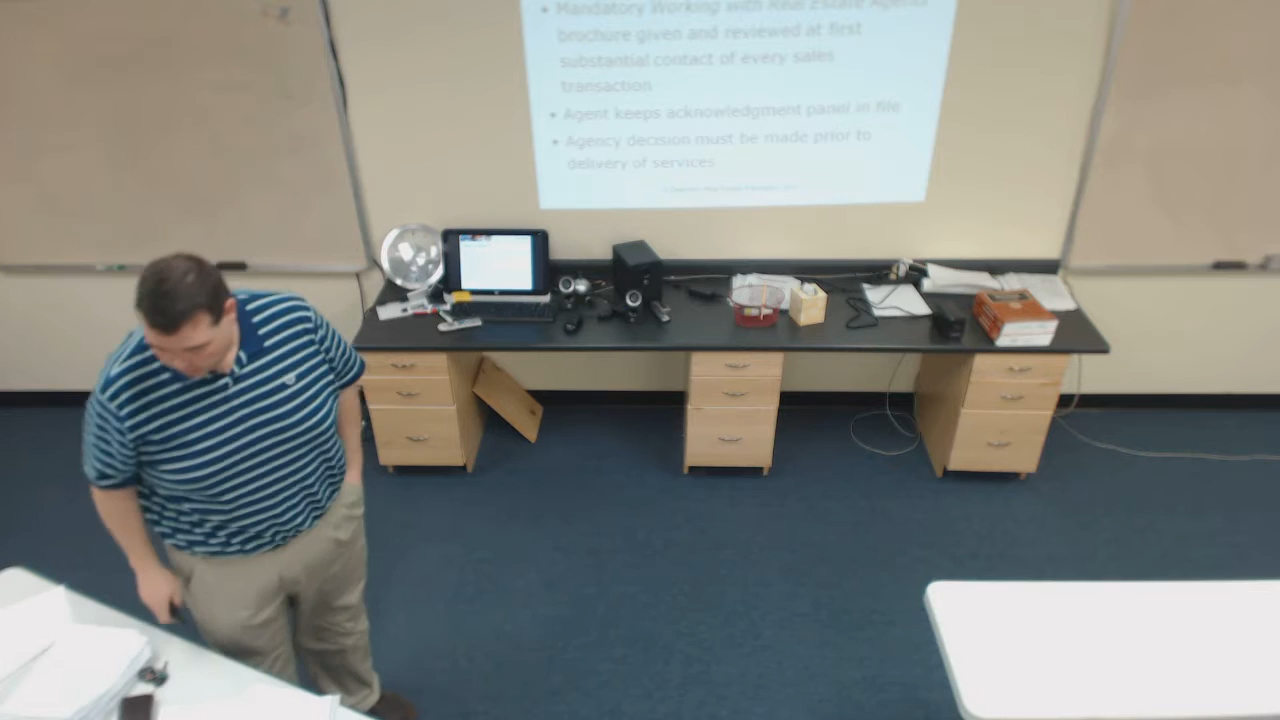 • Mandatory Working with Real Estate Agents
brochure given and reviewed at first
substantial contact of every sales
transaction
• Agent keeps acknowledgment panel in file
• Agency decision must be made prior to
delivery of services